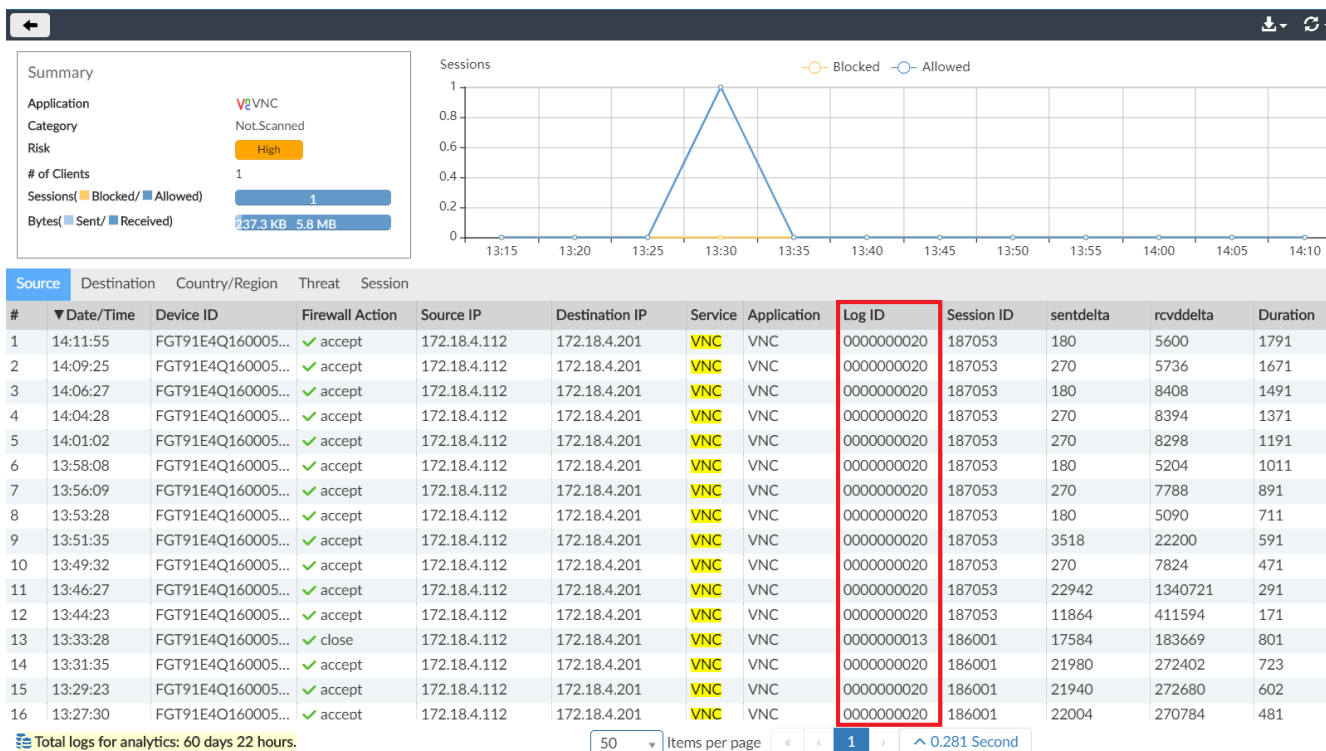 Summary
Application VNC
Category Not.Scanned
Risk High
# of Clients 1
Sessions( Blocked/ Allowed) 1
Bytes( Sent/ Received) 237.3 KB 5.8 MB
Sessions
Blocked Allowed
1
0.8
0.6
0.4
0.2
0
13:15 13:20 13:25 13:30 13:35 13:40 13:45 13:50 13:55 14:00 14:05 14:10
Source Destination Country/Region Threat Session
# ▼Date/Time Device ID Firewall Action Source IP Destination IP Service Application Log ID Session ID sentdelta rcvddelta Duration
1 14:11:55 FGT91E4Q160005... accept 172.18.4.112 172.18.4.201 VNC VNC 0000000020 187053 180 5600 1791
2 14:09:25 FGT91E4Q160005... accept 172.18.4.112 172.18.4.201 VNC VNC 0000000020 187053 270 5736 1671
3 14:06:27 FGT91E4Q160005... accept 172.18.4.112 172.18.4.201 VNC VNC 0000000020 187053 180 8408 1491
4 14:04:28 FGT91E4Q160005... accept 172.18.4.112 172.18.4.201 VNC VNC 0000000020 187053 270 8394 1371
5 14:01:02 FGT91E4Q160005... accept 172.18.4.112 172.18.4.201 VNC VNC 0000000020 187053 270 8298 1191
6 13:58:08 FGT91E4Q160005... accept 172.18.4.112 172.18.4.201 VNC VNC 0000000020 187053 180 5204 1011
7 13:56:09 FGT91E4Q160005... accept 172.18.4.112 172.18.4.201 VNC VNC 0000000020 187053 270 7788 891
8 13:53:28 FGT91E4Q160005... accept 172.18.4.112 172.18.4.201 VNC VNC 0000000020 187053 180 5090 711
9 13:51:35 FGT91E4Q160005... accept 172.18.4.112 172.18.4.201 VNC VNC 0000000020 187053 3518 22200 591
10 13:49:32 FGT91E4Q160005... accept 172.18.4.112 172.18.4.201 VNC VNC 0000000020 187053 270 7824 471
11 13:46:27 FGT91E4Q160005... accept 172.18.4.112 172.18.4.201 VNC VNC 0000000020 187053 22942 1340721 291
12 13:44:23 FGT91E4Q160005... accept 172.18.4.112 172.18.4.201 VNC VNC 0000000020 187053 11864 411594 171
13 13:33:28 FGT91E4Q160005... close 172.18.4.112 172.18.4.201 VNC VNC 0000000013 186001 17584 183669 801
14 13:31:35 FGT91E4Q160005... accept 172.18.4.112 172.18.4.201 VNC VNC 0000000020 186001 21980 272402 723
15 13:29:23 FGT91E4Q160005... accept 172.18.4.112 172.18.4.201 VNC VNC 0000000020 186001 21940 272680 602
16 13:27:30 FGT91E4Q160005... accept 172.18.4.112 172.18.4.201 VNC VNC 0000000020 186001 22004 270784 481
Total logs for analytics: 60 days 22 hours. 50 Items per page « ‹ 1 › 0.281 Second